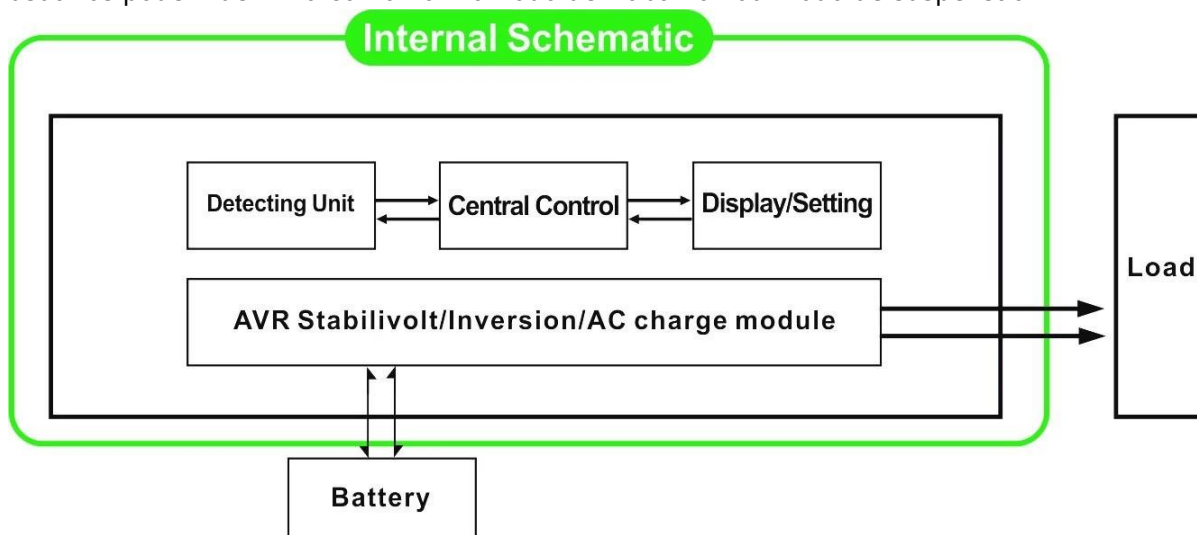 Internal Schematic
Detecting Unit
Central Control
Display/Setting
AVR Stabilivolt/Inversion/AC charge module
Load
Battery